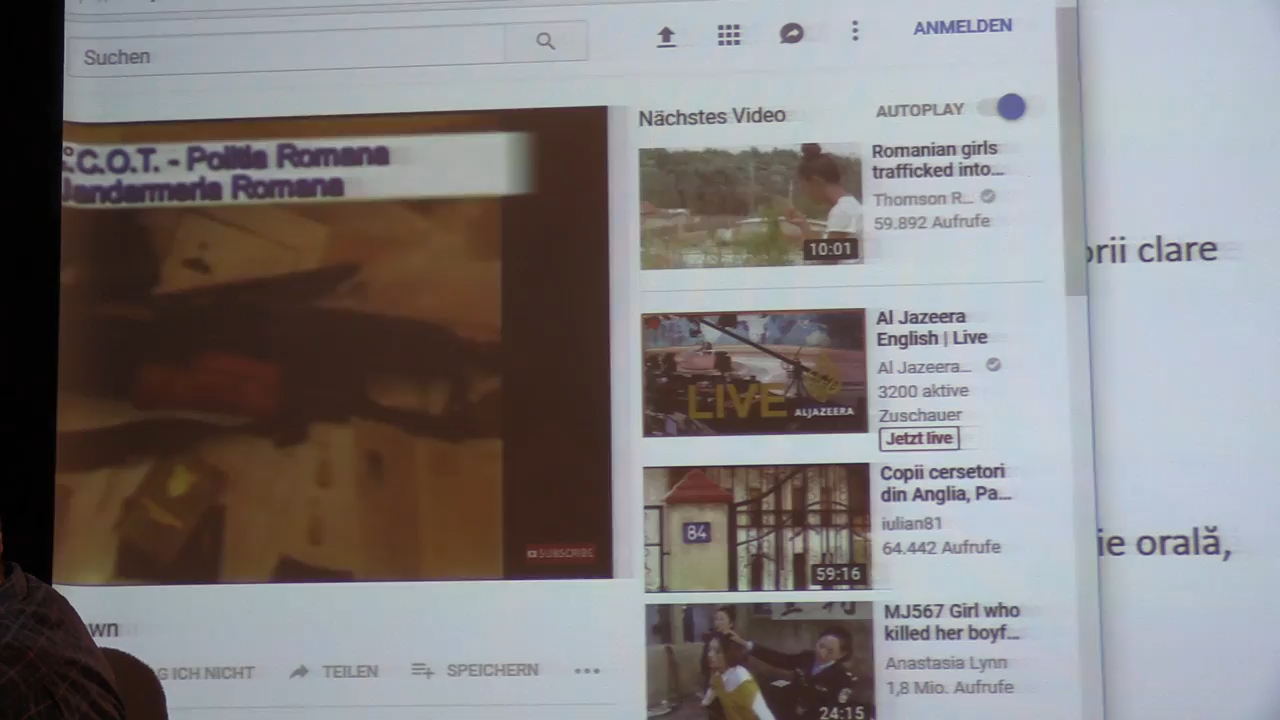 Suchen
ANMELDEN
°C.O.T. - Politia Romana
Jandarmeria Romana
SUBSCRIBE
wn
G ICH NICHT
TEILEN
SPEICHERN
Nächstes Video
AUTOPLAY
10:01
Romanian girls
trafficked into...
Thomson R...
59.892 Aufrufe
LIVE
ALJAZEERA
Al Jazeera
English | Live
Al Jazeera...
3200 aktive
Zuschauer
Jetzt live
84
59:16
Copii cersetori
din Anglia, Pa...
iulian81
64.442 Aufrufe
24:15
MJ567 Girl who
killed her boyf...
Anastasia Lynn
1,8 Mio. Aufrufe
orii clare
ie orală,